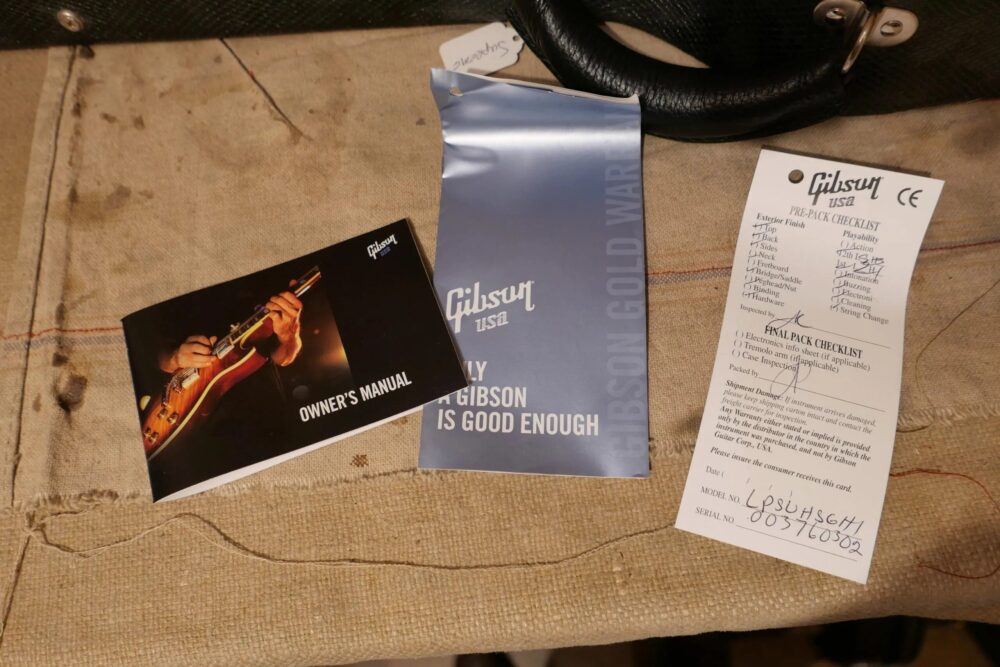 Supreme
Gibson
USA
OWNER'S MANUAL
GIBSON GOLD WARR
Gibson
USA
LY
A GIBSON
IS GOOD ENOUGH
Gibson
USA
CE
PRE-PACK CHECKLIST
Exterior Finish
Top
Back
Sides
Neck
( ) Fretboard
Bridge/Saddle
Peghead/Nut
Binding
Hardware
Playability
( ) Action
12th
1st
Intonation
Buzzing
Electroni
Cleaning
String Change
Inspected by
FINAL PACK CHECKLIST
( ) Electronics info sheet (if applicable)
( ) Tremolo arm (if applicable)
( ) Case Inspection
Packed by
Shipment Damage: If instrument arrives damaged,
please keep shipping carton intact and contact the
freight carrier for inspection.
Any Warranty either stated or implied is provided
only by the distributor in the country in which the
instrument was purchased, and not by Gibson
Guitar Corp., USA.
Please insure the consumer receives this card.
Date (
MODEL NO. LPSUHSGH1
SERIAL NO. 003760302